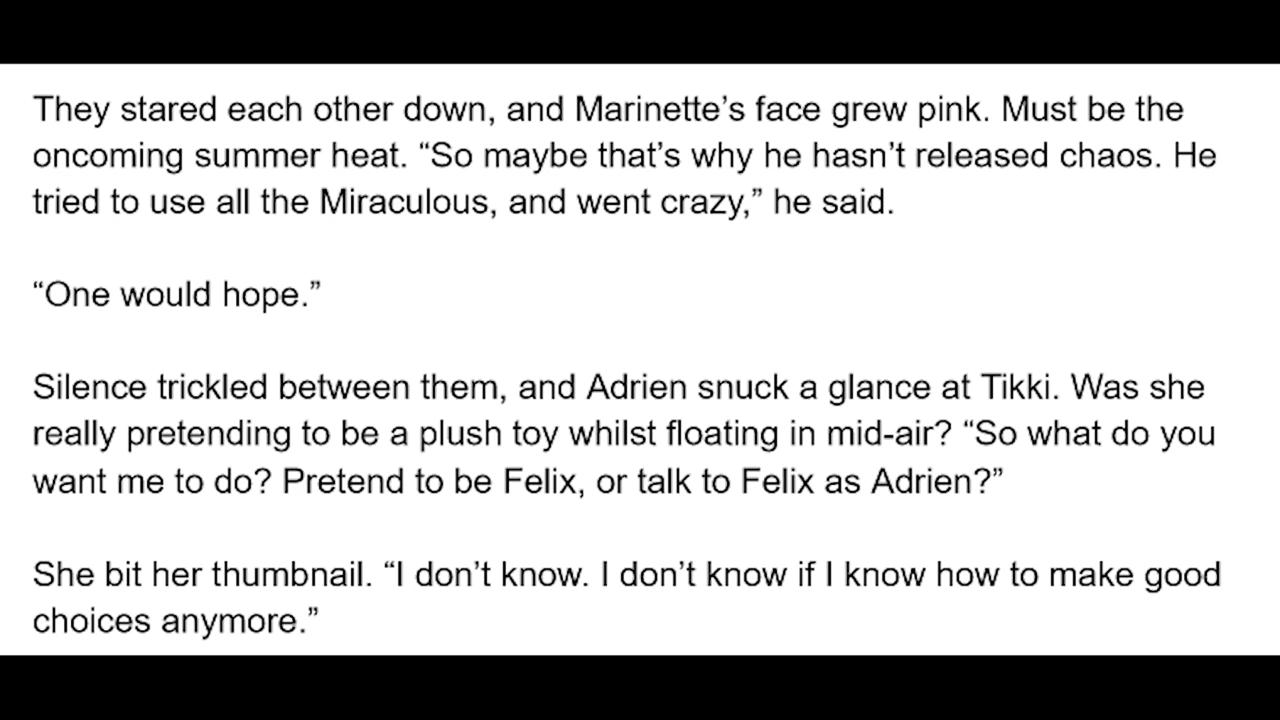 They stared each other down, and Marinette’s face grew pink. Must be the
oncoming summer heat. “So maybe that’s why he hasn’t released chaos. He
tried to use all the Miraculous, and went crazy,” he said.
“One would hope.”
Silence trickled between them, and Adrien snuck a glance at Tikki. Was she
really pretending to be a plush toy whilst floating in mid-air? “So what do you
want me to do? Pretend to be Felix, or talk to Felix as Adrien?”
She bit her thumbnail. “I don’t know. I don’t know if I know how to make good
choices anymore.”